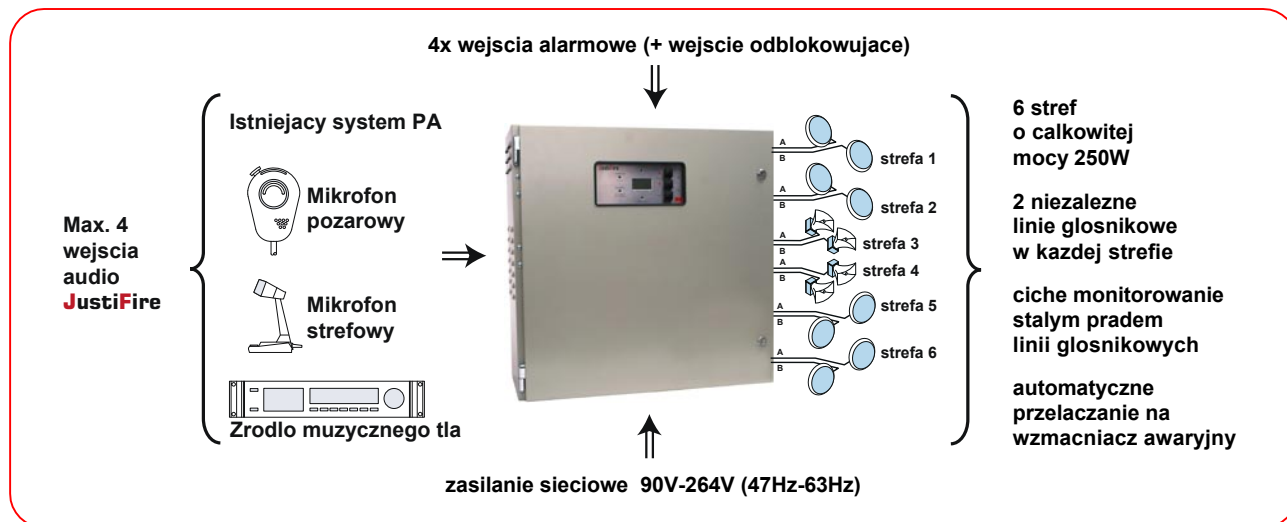 4x wejscia alarmowe (+ wejscie odblokowujace)
Max. 4
wejscia
audio
JustiFire
Istniejacy system PA
Mikrofon
pozarowy
Mikrofon
strefowy
Zrodlo muzycznego tla
A
B
strefa 1
A
B
strefa 2
A
B
strefa 3
A
B
strefa 4
A
B
strefa 5
A
B
strefa 6
6 stref
o calkowitej
mocy 250W
2 niezalezne
linie glosnikowe
w kazdej strefie
ciche monitorowanie
stalym pradem
linii glosnikowych
automatyczne
przelaczanie na
wzmacniacz awaryjny
zasilanie sieciowe 90V-264V (47Hz-63Hz)